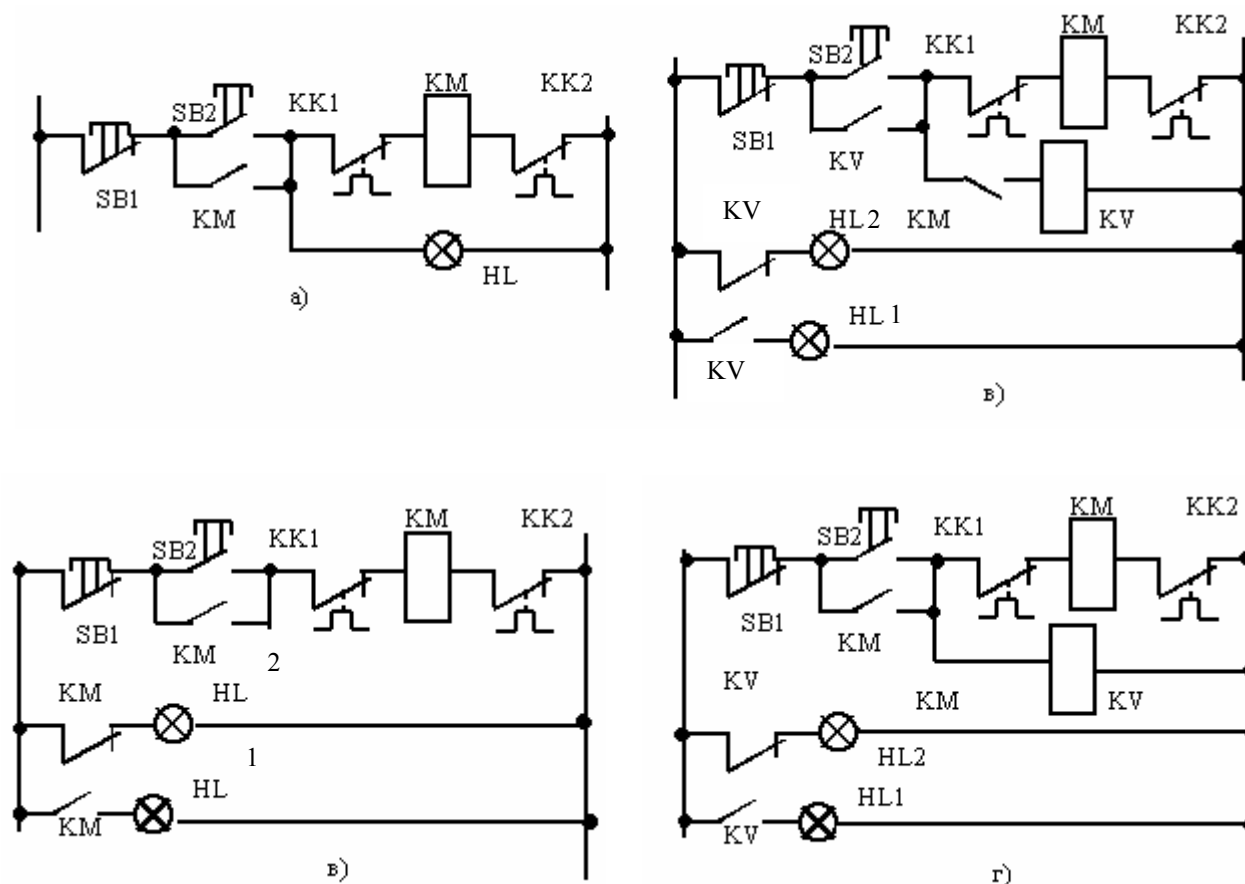 SB2 KK1 KM KK2
SB1
KM
HL
а)
SB2 KK1 KM KK2
SB1
KV
KV HL 2 KM KV
HL 1
KV
в)
SB2 KK1 KM KK2
SB1
KM 2
KM HL
1
HL
KM
в)
SB2 KK1 KM KK2
SB1
KM
KV KM KV
HL2
HL1
KV
г)